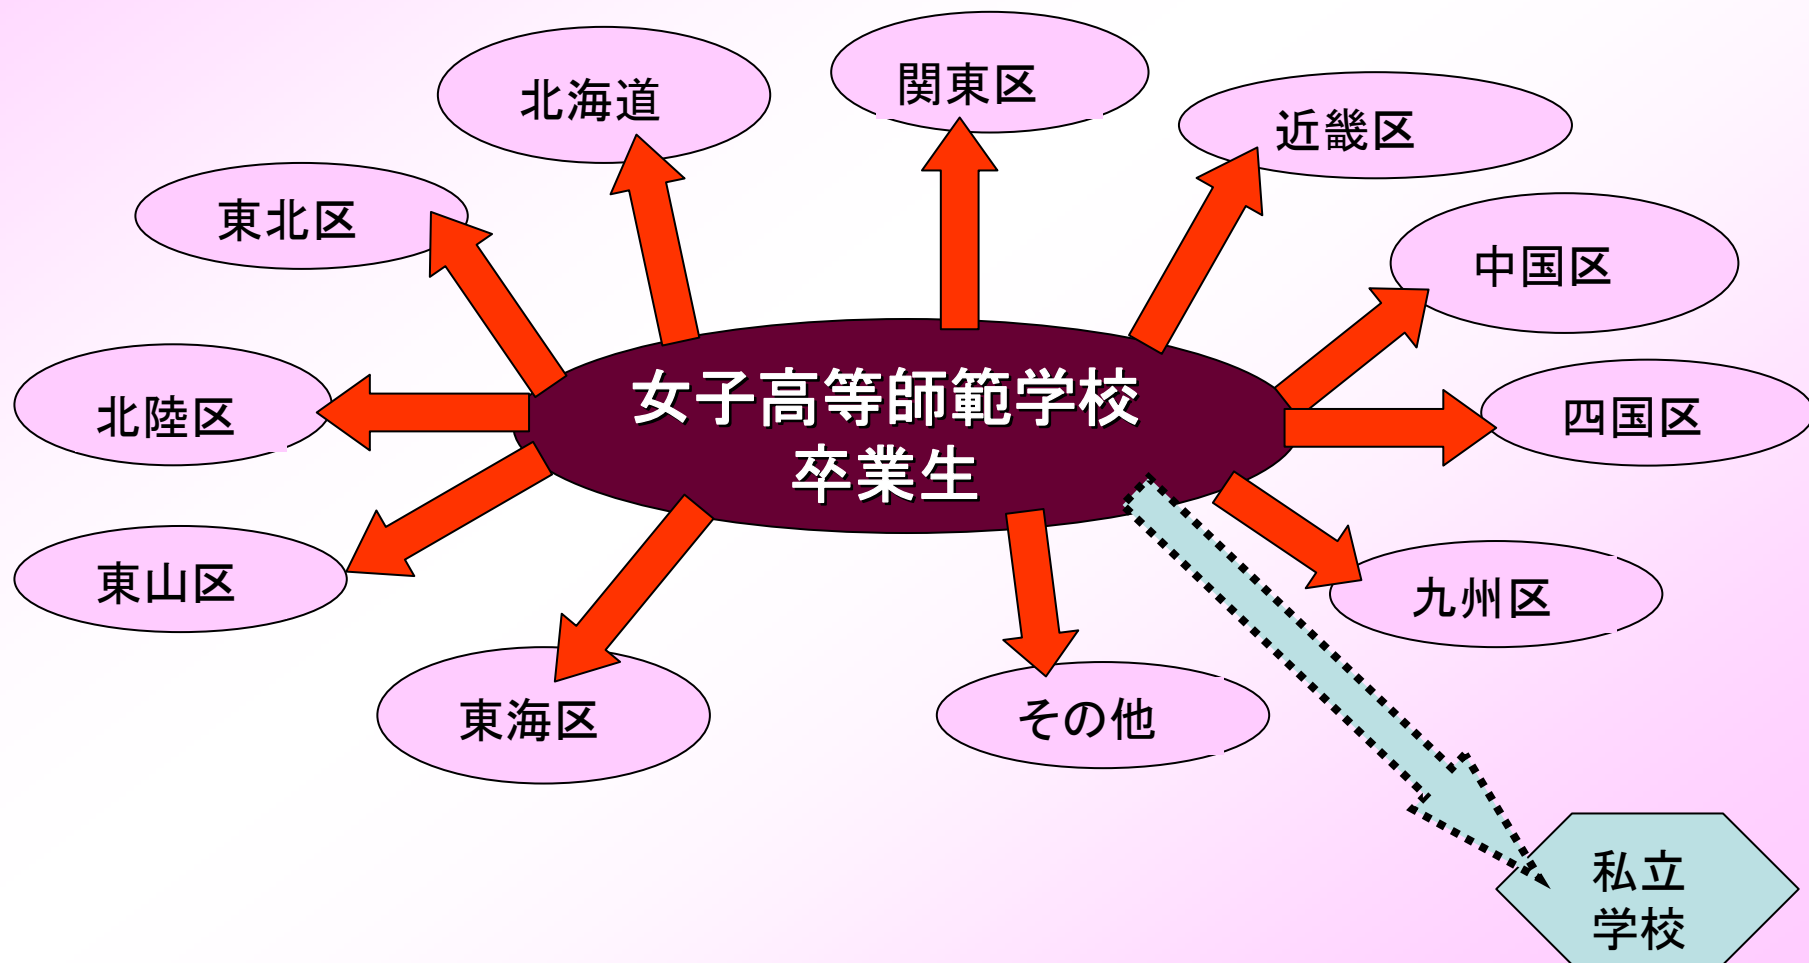 北海道
関東区
近畿区
東北区
中国区
女子高等師範学校
卒業生
北陸区
四国区
東山区
九州区
東海区
その他
私立
学校